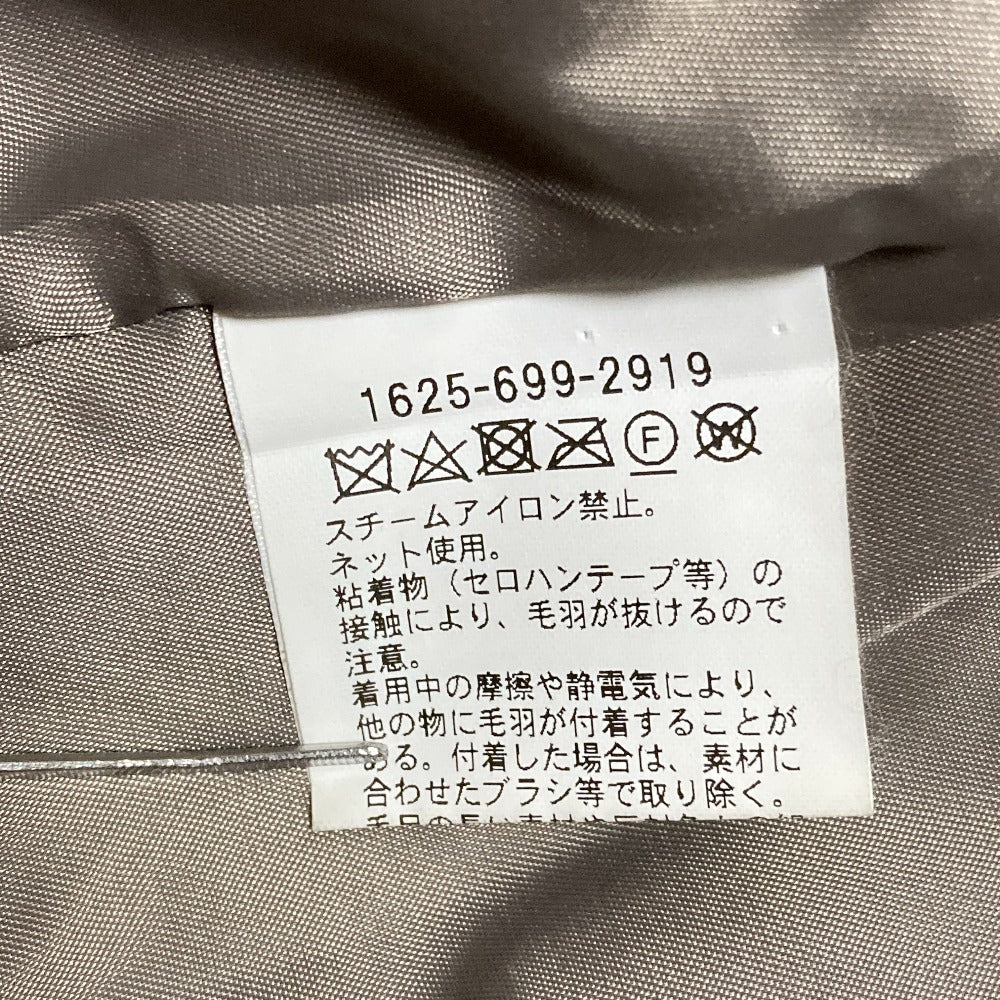 1625-699-2919
F W
スチームアイロン禁止。
ネット使用。
粘着物（セロハンテープ等）の
接触により、毛羽が抜けるので
注意。
着用中の摩擦や静電気により、
他の物に毛羽が付着することが
ある。付着した場合は、素材に
合わせたブラシ等で取り除く。